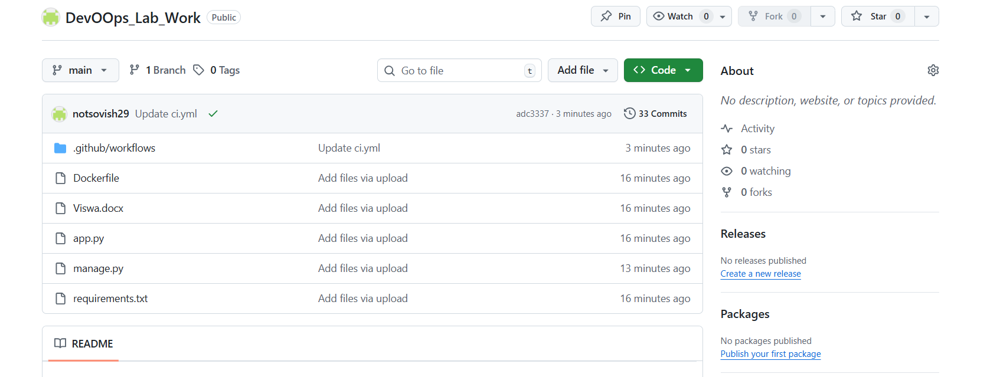 DevOOps_Lab_Work Public Pin Watch 0 Fork 0 Star 0
main 1 Branch 0 Tags Go to file t Add file Code
notsovish29 Update ci.yml adc3337 · 3 minutes ago 33 Commits
.github/workflows Update ci.yml 3 minutes ago
Dockerfile Add files via upload 16 minutes ago
Viswa.docx Add files via upload 16 minutes ago
app.py Add files via upload 16 minutes ago
manage.py Add files via upload 13 minutes ago
requirements.txt Add files via upload 16 minutes ago
README
About
No description, website, or topics provided.
Activity
0 stars
0 watching
0 forks
Releases
No releases published
Create a new release
Packages
No packages published
Publish your first package